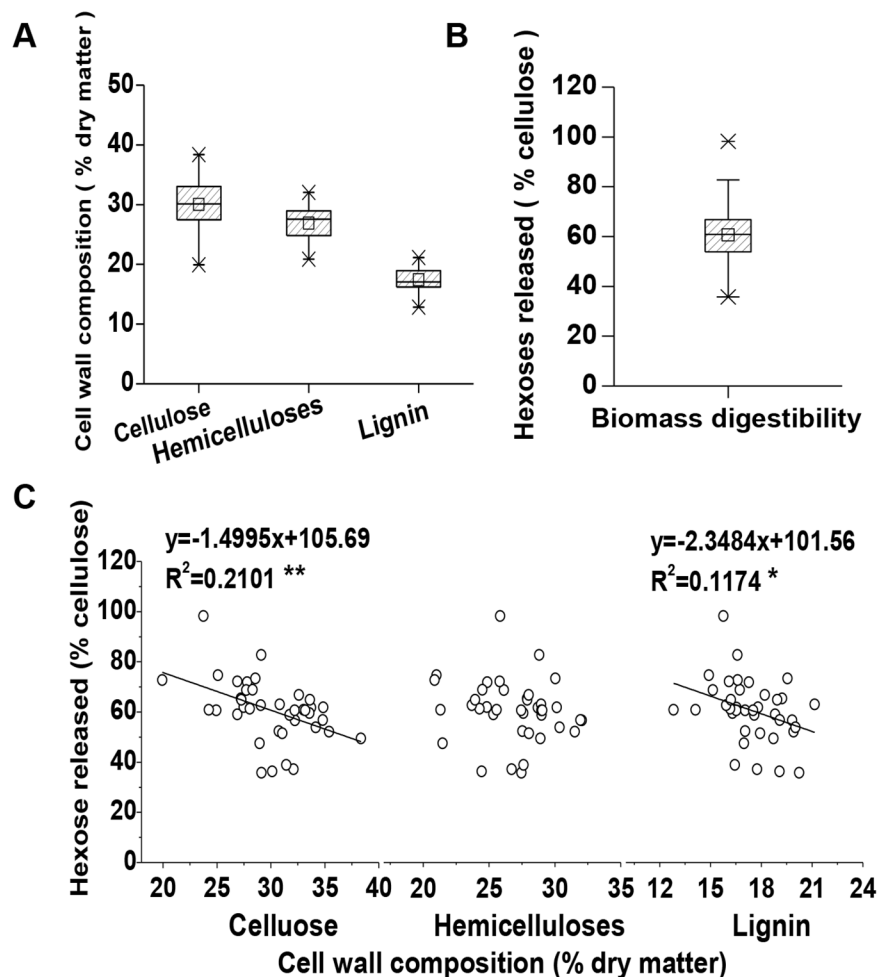 A
Cell wall composition ( % dry matter )
50
40
30
20
10
0
Cellulose
Hemicelluloses
Lignin
B
Hexoses released ( % cellulose )
120
100
80
60
40
20
0
Biomass digestibility
C
Hexose released (% cellulose)
120
100
80
60
40
20
0
y=-1.4995x+105.69
R²=0.2101 **
y=-2.3484x+101.56
R²=0.1174 *
20 25 30 35 40
20 25 30 35
12 15 18 21 24
Celluose
Hemicelluloses
Lignin
Cell wall composition (% dry matter)